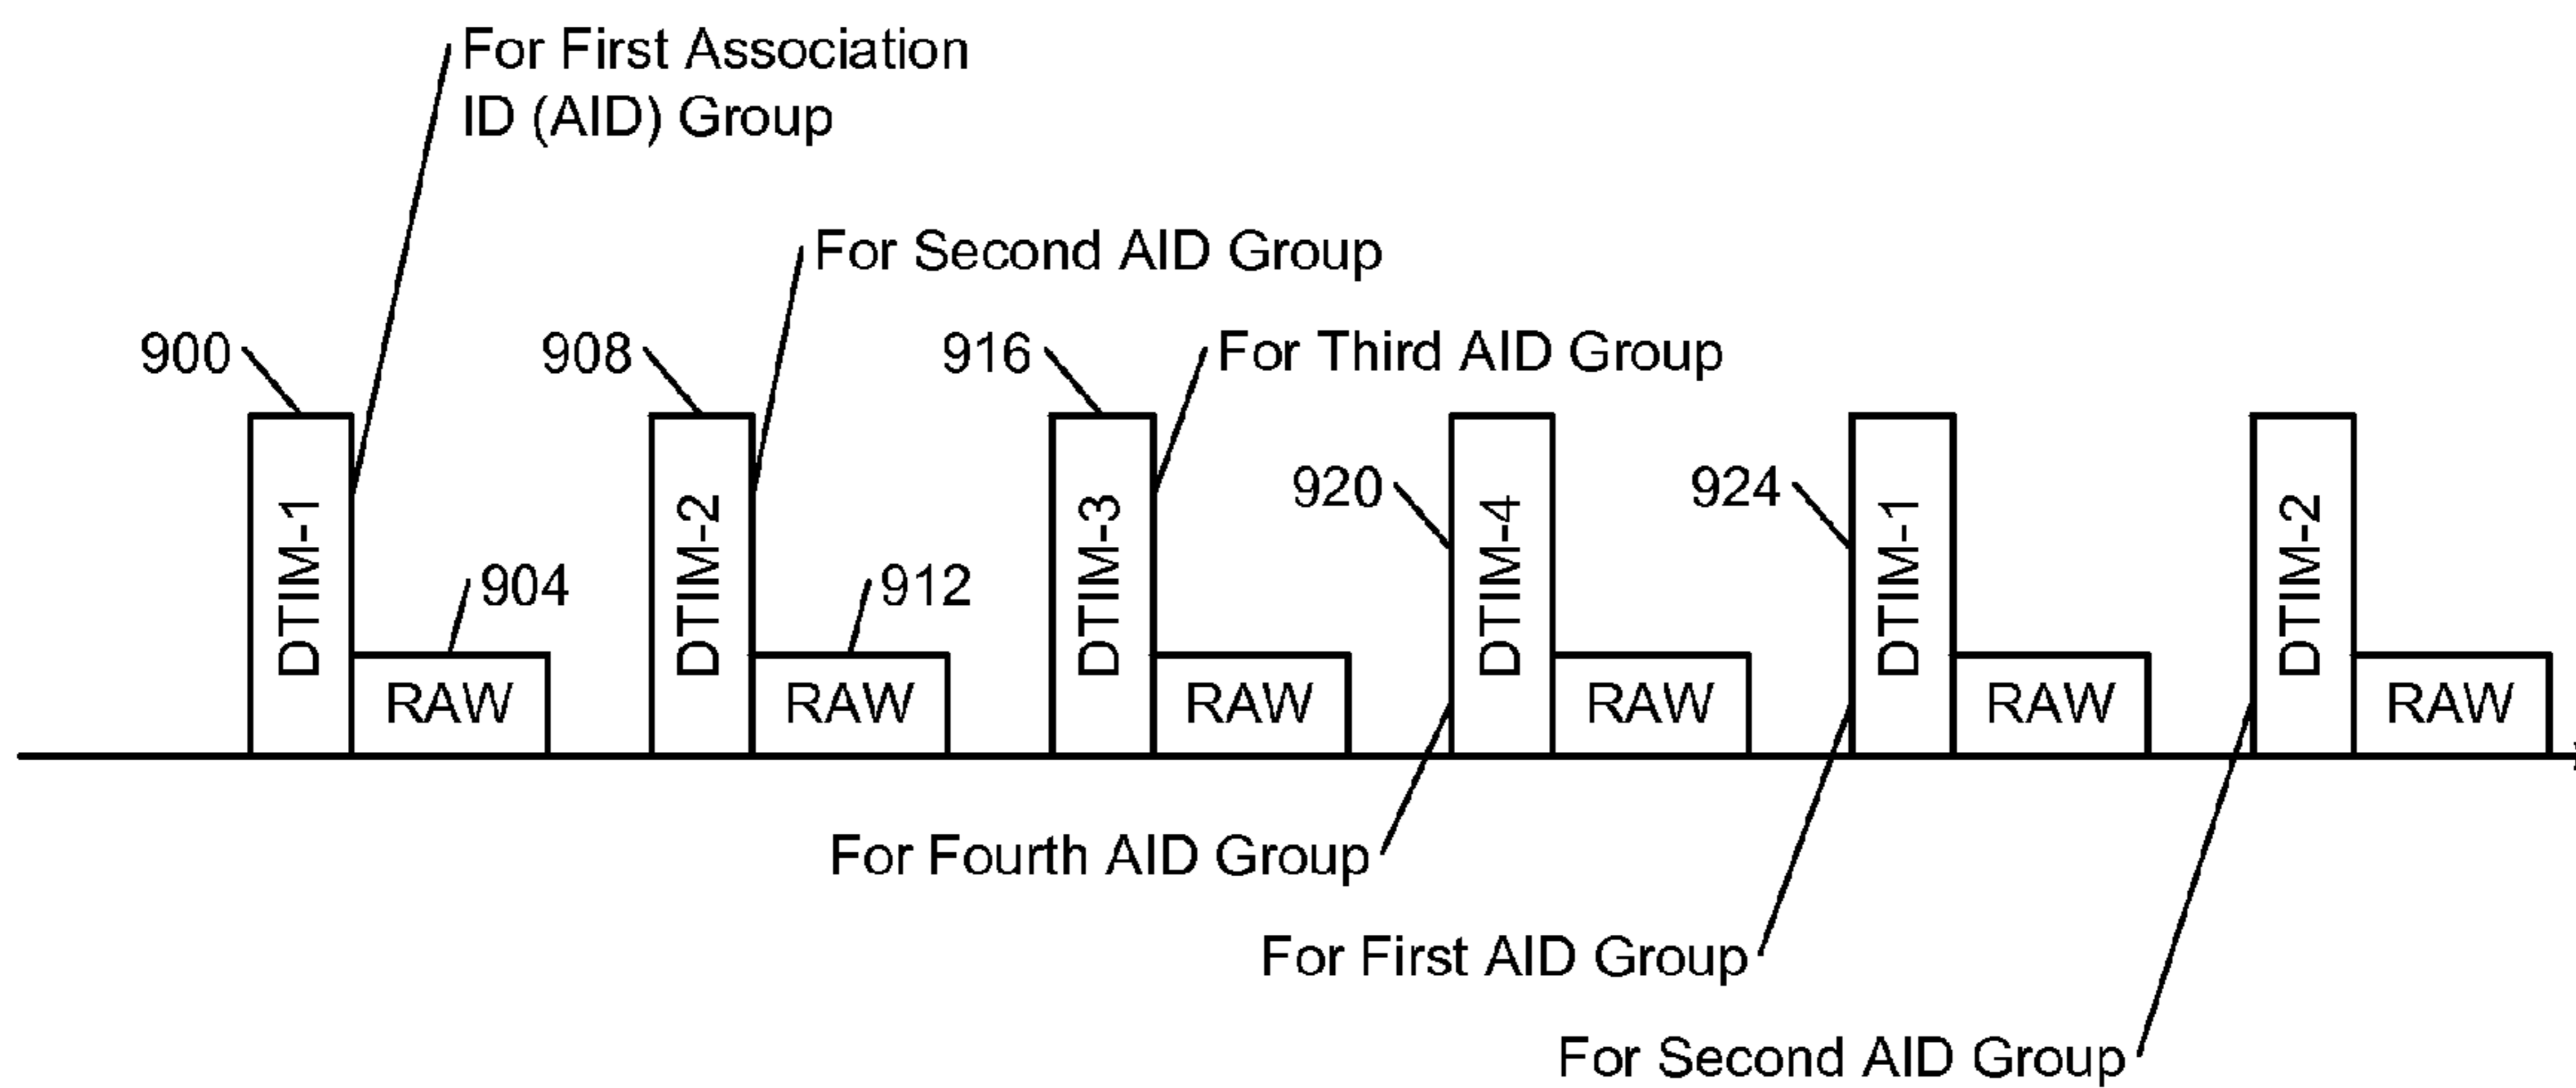 For First Association
ID (AID) Group
For Second AID Group
900
908
916
For Third AID Group
920
924
DTIM-1
DTIM-2
DTIM-3
DTIM-4
DTIM-1
DTIM-2
904
912
RAW
RAW
RAW
RAW
RAW
RAW
For Fourth AID Group
For First AID Group
For Second AID Group